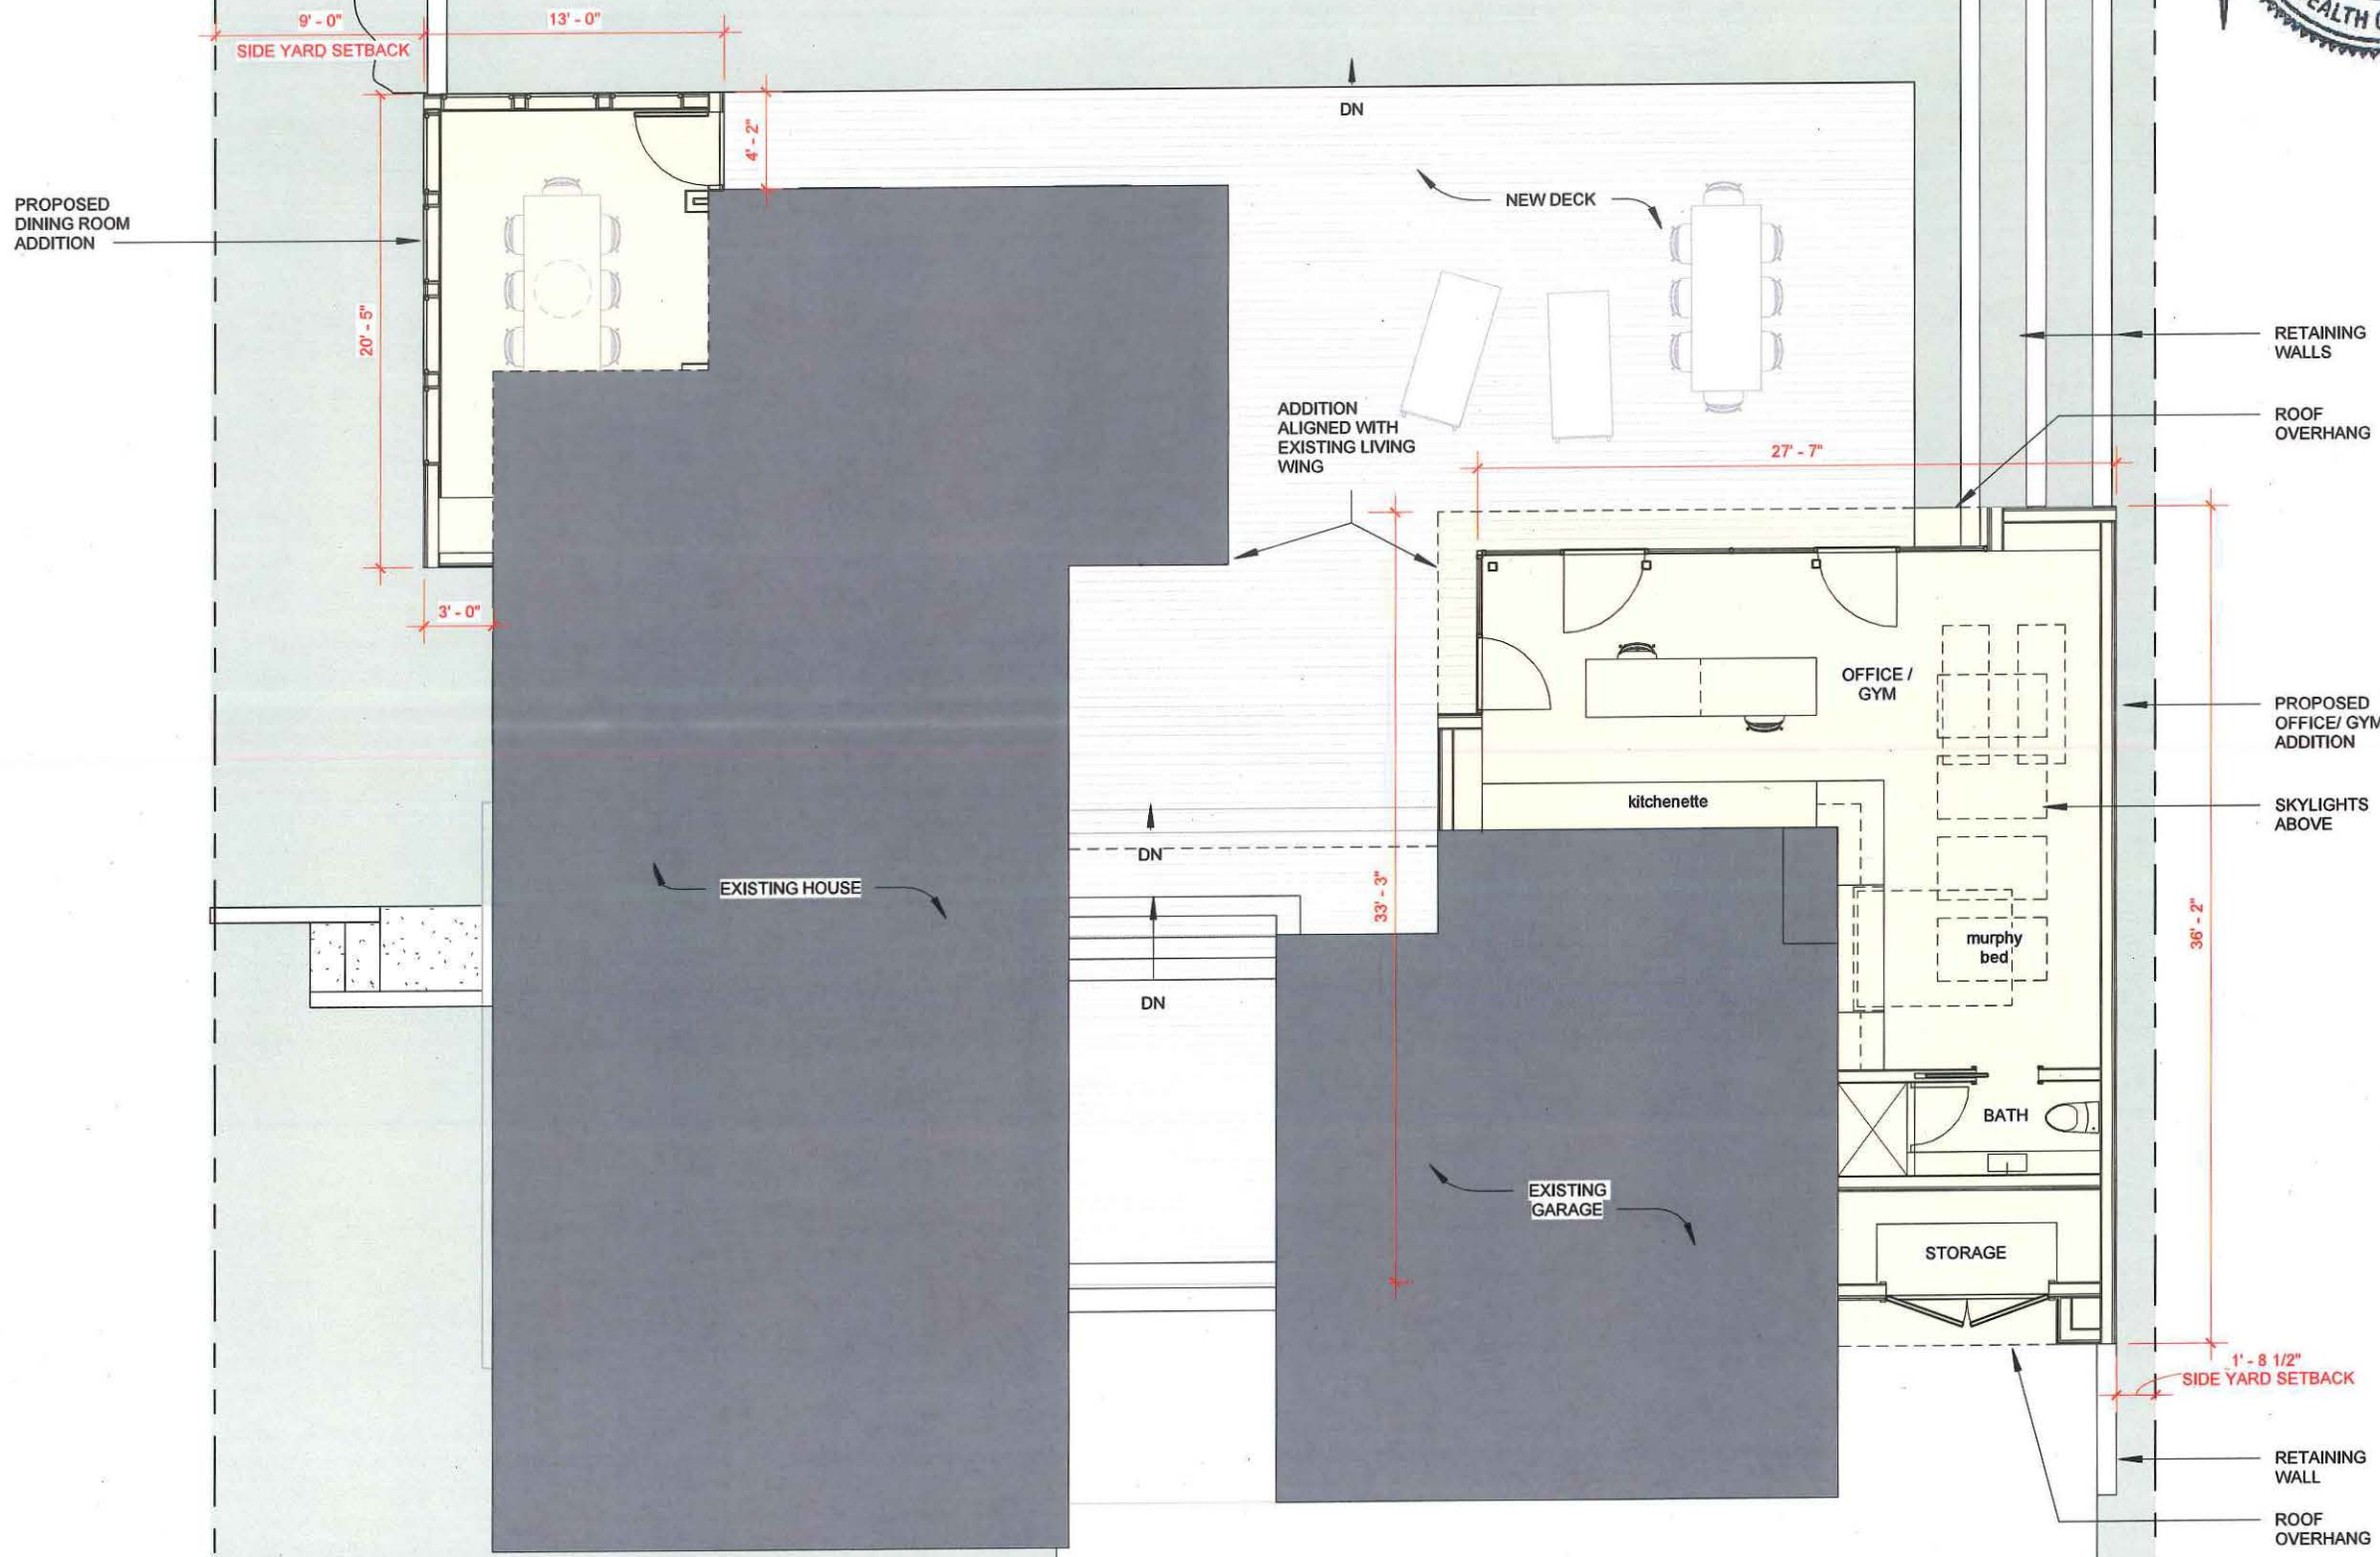 9' - 0"
13' - 0"
SIDE YARD SETBACK
DN
4' - 2"
PROPOSED
DINING ROOM
ADDITION
NEW DECK
20' - 5"
RETAINING
WALLS
ADDITION
ALIGNED WITH
EXISTING LIVING
WING
ROOF
OVERHANG
27' - 7"
3' - 0"
OFFICE /
GYM
PROPOSED
OFFICE/ GYM
ADDITION
kitchenette
SKYLIGHTS
ABOVE
DN
EXISTING HOUSE
33' - 3"
36' - 2"
murphy
bed
DN
BATH
EXISTING
GARAGE
STORAGE
1' - 8 1/2"
SIDE YARD SETBACK
RETAINING
WALL
ROOF
OVERHANG